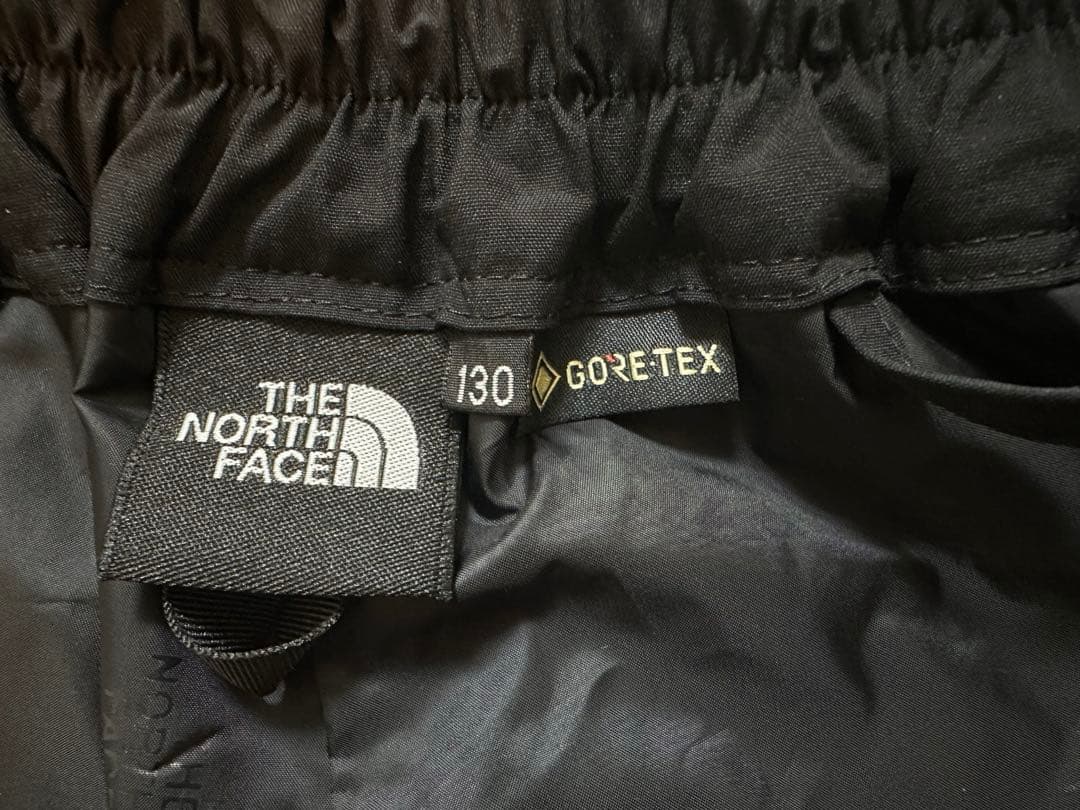 THE
NORTH
FACE
130
GORE-TEX